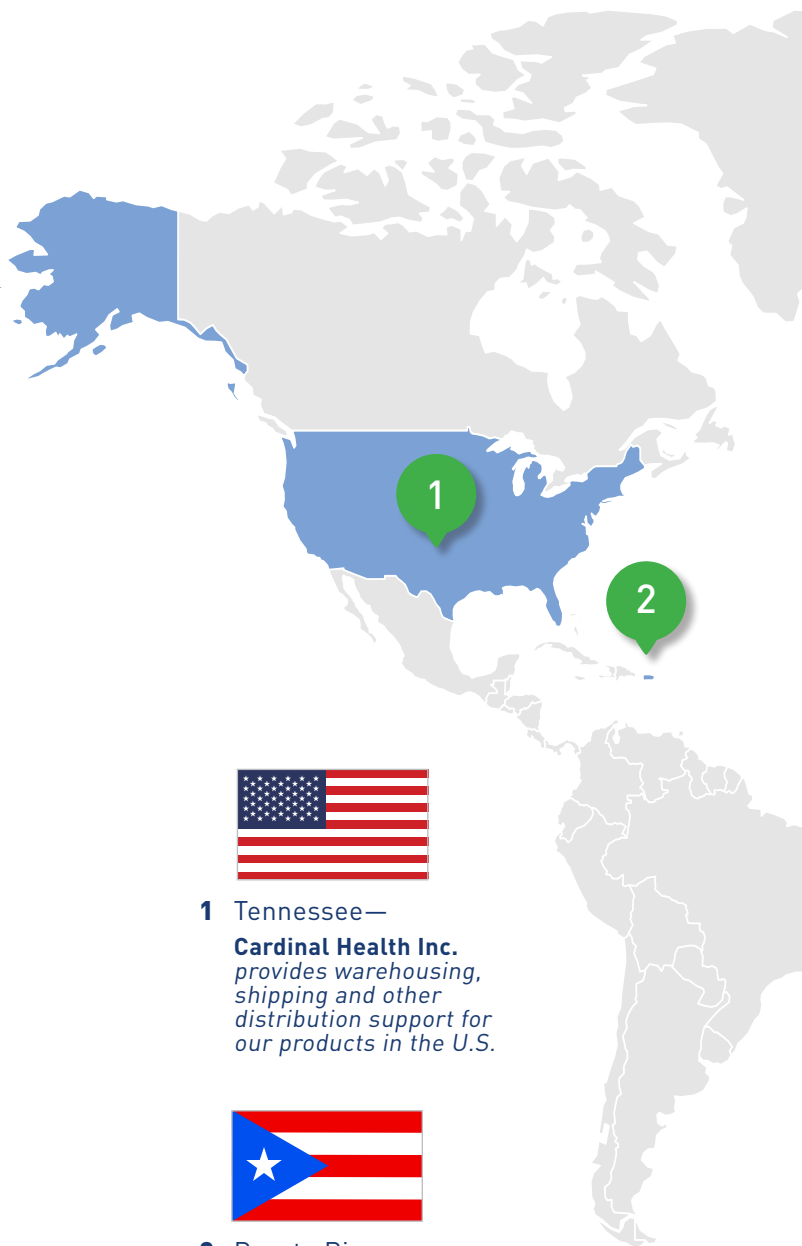 1
2
1 Tennessee—
Cardinal Health Inc.
provides warehousing,
shipping and other
distribution support for
our products in the U.S.